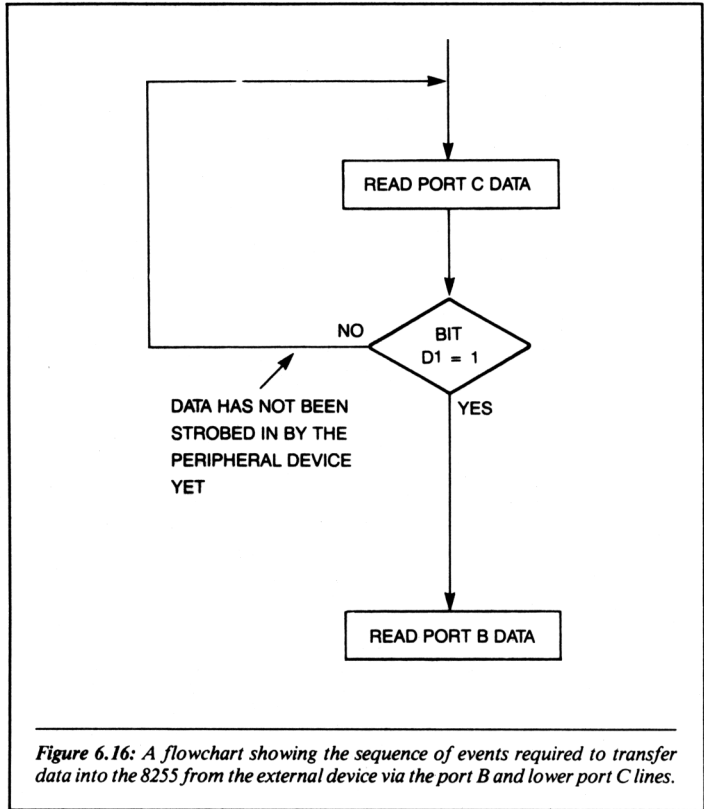 READ PORT C DATA
BIT
D1 = 1
NO
YES
DATA HAS NOT BEEN
STROBED IN BY THE
PERIPHERAL DEVICE
YET
READ PORT B DATA
Figure 6.16: A flowchart showing the sequence of events required to transfer
data into the 8255 from the external device via the port B and lower port C lines.